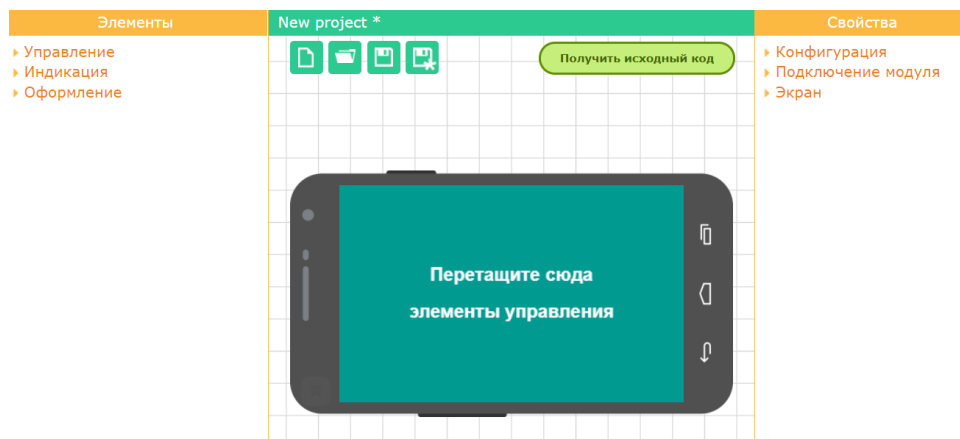 Элементы
New project *
Свойства
Управление
Индикация
Оформление
Получить исходный код
Конфигурация
Подключение модуля
Экран
Перетащите сюда
элементы управления